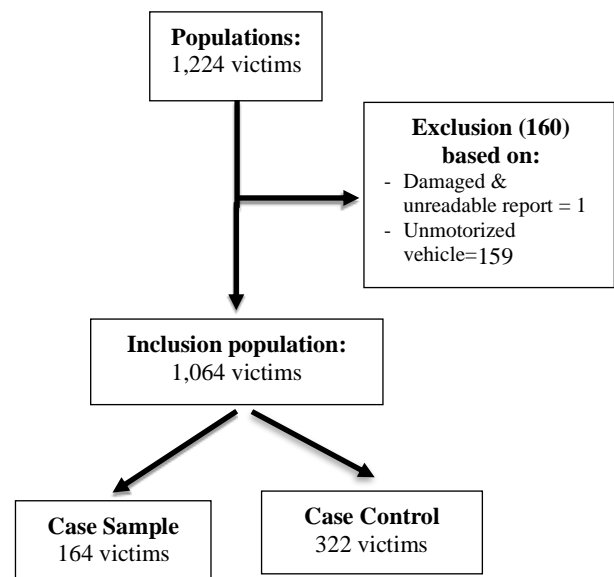 Populations:
1,224 victims
Exclusion (160)
based on:
- Damaged &
unreadable report = 1
- Unmotorized
vehicle=159
Inclusion population:
1,064 victims
Case Sample
164 victims
Case Control
322 victims